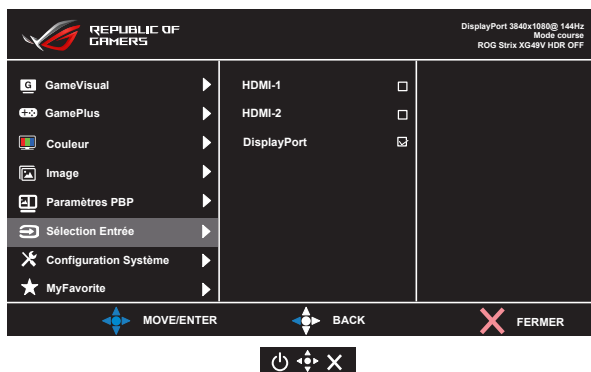 REPUBLIC OF
GAMERS
DisplayPort 3840x1080@ 144Hz
Mode course
ROG Strix XG49V HDR OFF
G GameVisual
GamePlus
Couleur
Image
Paramètres PBP
Sélection Entrée
Configuration Système
MyFavorite
HDMI-1
HDMI-2
DisplayPort
MOVE/ENTER
BACK
FERMER